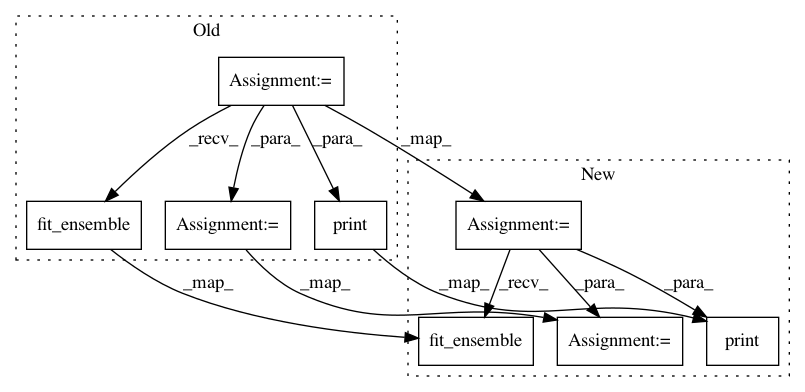 Old
Assignment:=
_recv_
_para_
_para_
_map_
New
fit_ensemble
Assignment:=
print
Assignment:=
_map_
_map_
_map_
_recv_
_para_
_para_
fit_ensemble
Assignment:=
print